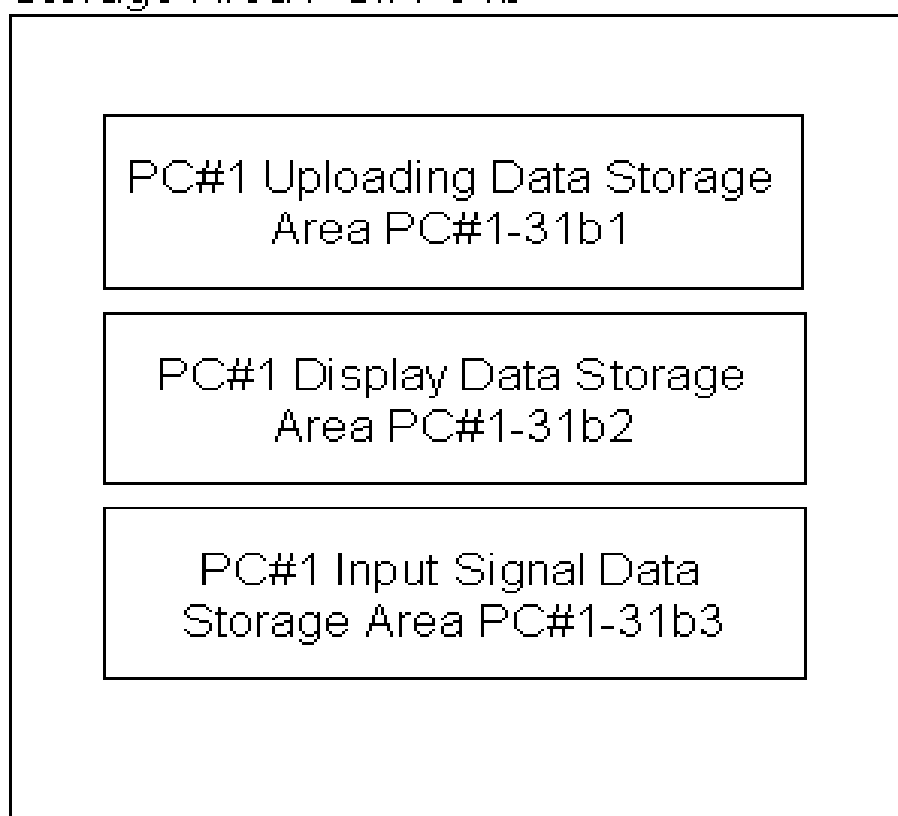 PC#1 Uploading Data Storage
Area PC#1-31b1
PC#1 Display Data Storage
Area PC#1-31b2
PC#1 Input Signal Data
Storage Area PC#1-31b3